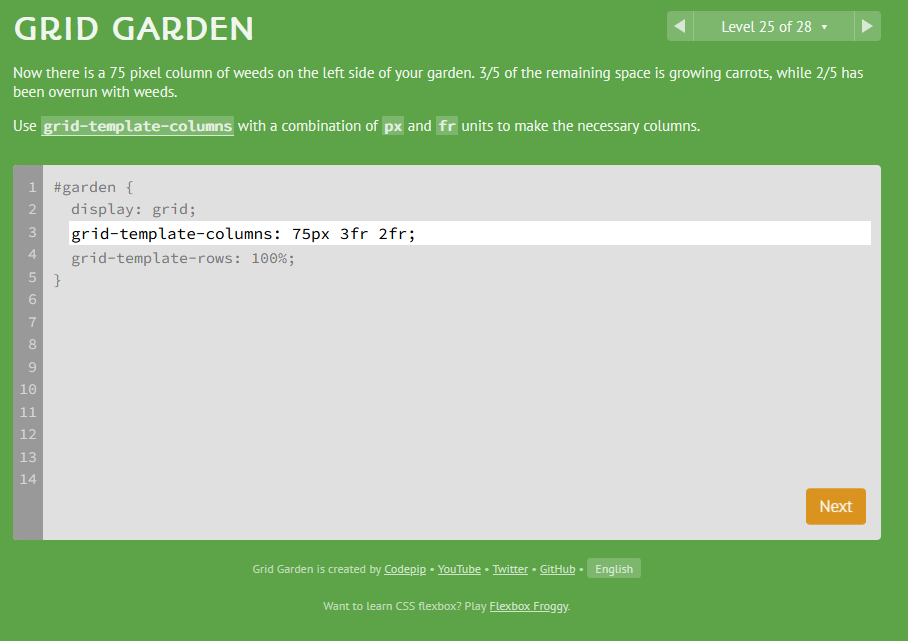 GRID GARDEN
Level 25 of 28
Now there is a 75 pixel column of weeds on the left side of your garden. 3/5 of the remaining space is growing carrots, while 2/5 has
been overrun with weeds.
Use grid-template-columns with a combination of px and fr units to make the necessary columns.
1 #garden {
2 display: grid;
3 grid-template-columns: 75px 3fr 2fr;
4 grid-template-rows: 100%;
5 }
6
7
8
9
10
11
12
13
14
Next
Grid Garden is created by Codepip • YouTube • Twitter • GitHub • English
Want to learn CSS flexbox? Play Flexbox Froggy.